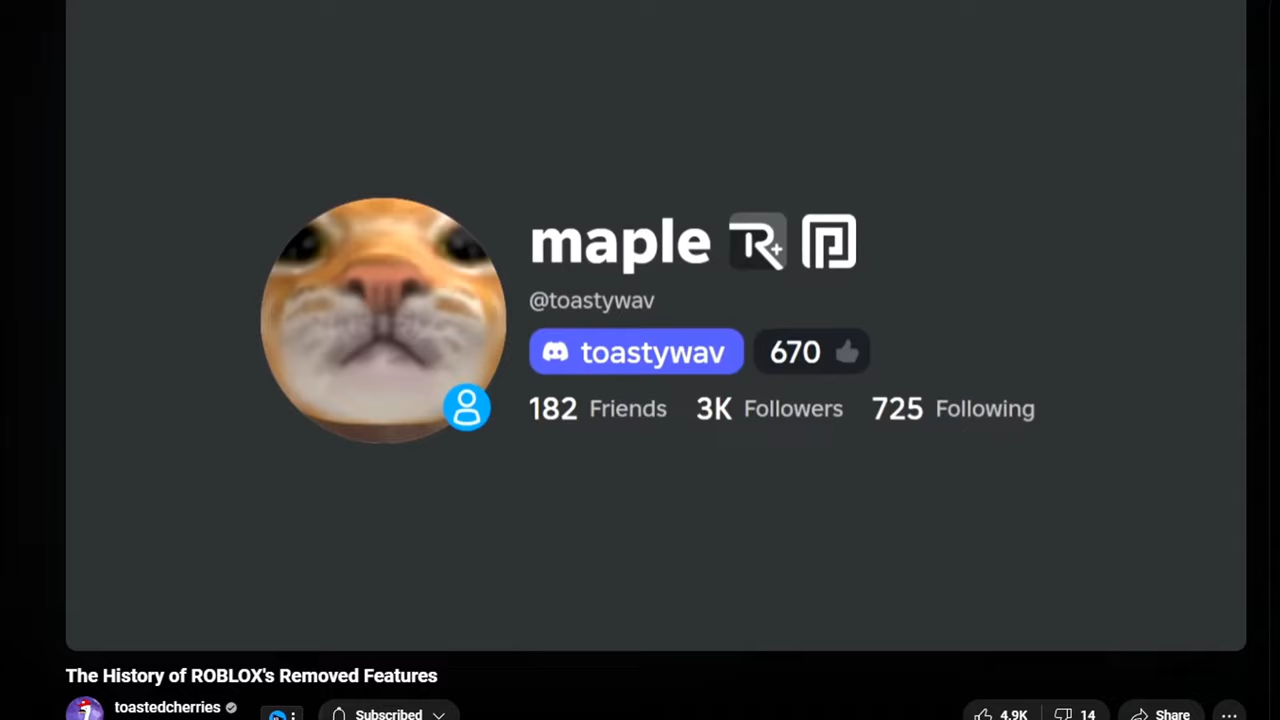 maple R+
@toastywav
toastywav 670
182 Friends 3K Followers 725 Following
The History of ROBLOX's Removed Features
toastedcherries
Subscribed 4.9K 14 Share